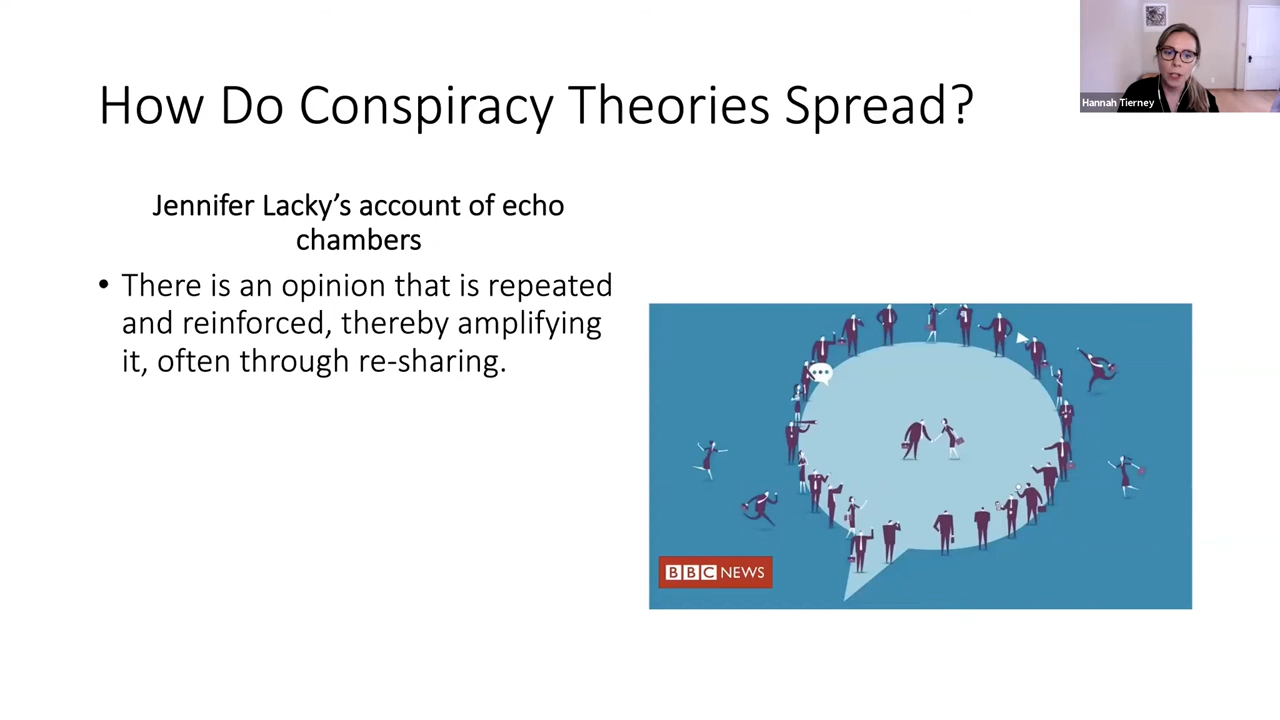 How Do Conspiracy Theories Spread?
Hannah Tierney
Jennifer Lacky’s account of echo
chambers
• There is an opinion that is repeated
and reinforced, thereby amplifying
it, often through re-sharing.
BBC NEWS